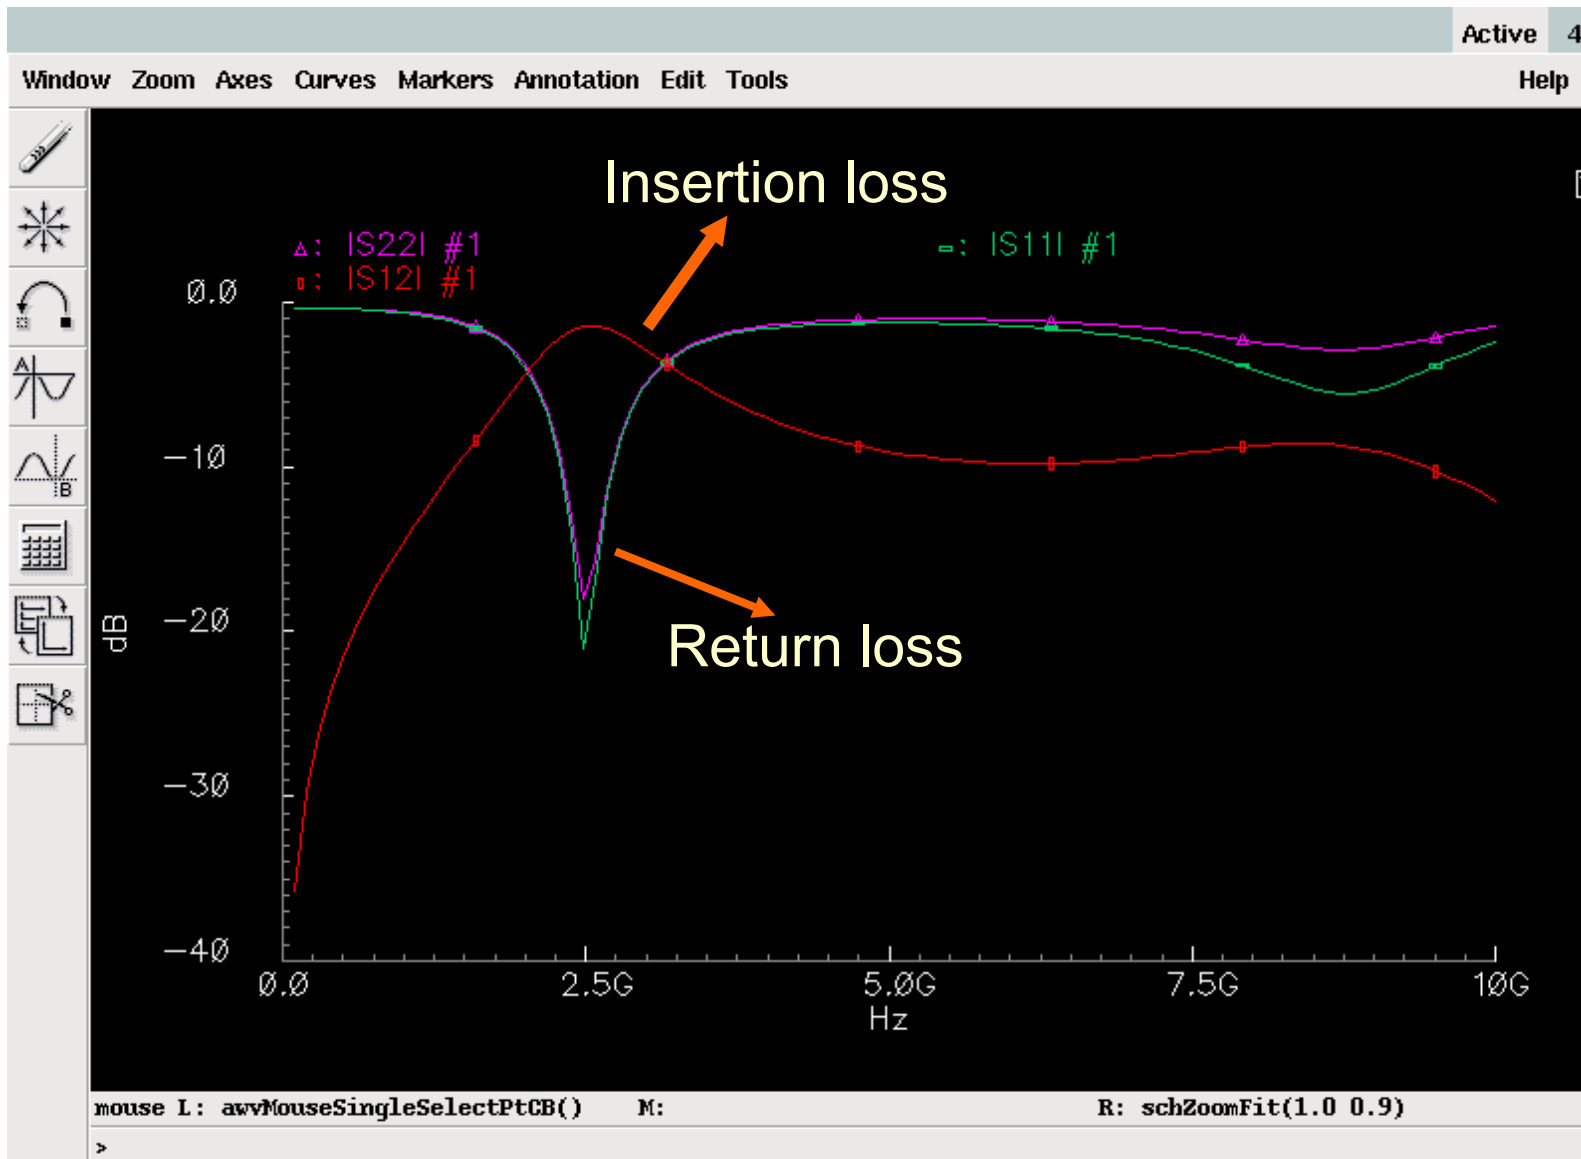 Active 4
Window Zoom Axes Curves Markers Annotation Edit Tools Help
Insertion loss
△: |S22| #1
▯: |S12| #1
▭: |S11| #1
0.0
−10
−20
−30
−40
dB
Return loss
0.0 2.5G 5.0G 7.5G 10G
Hz
A
B
mouse L: awvMouseSingleSelectPtCB() M: R: schZoomFit(1.0 0.9)
>